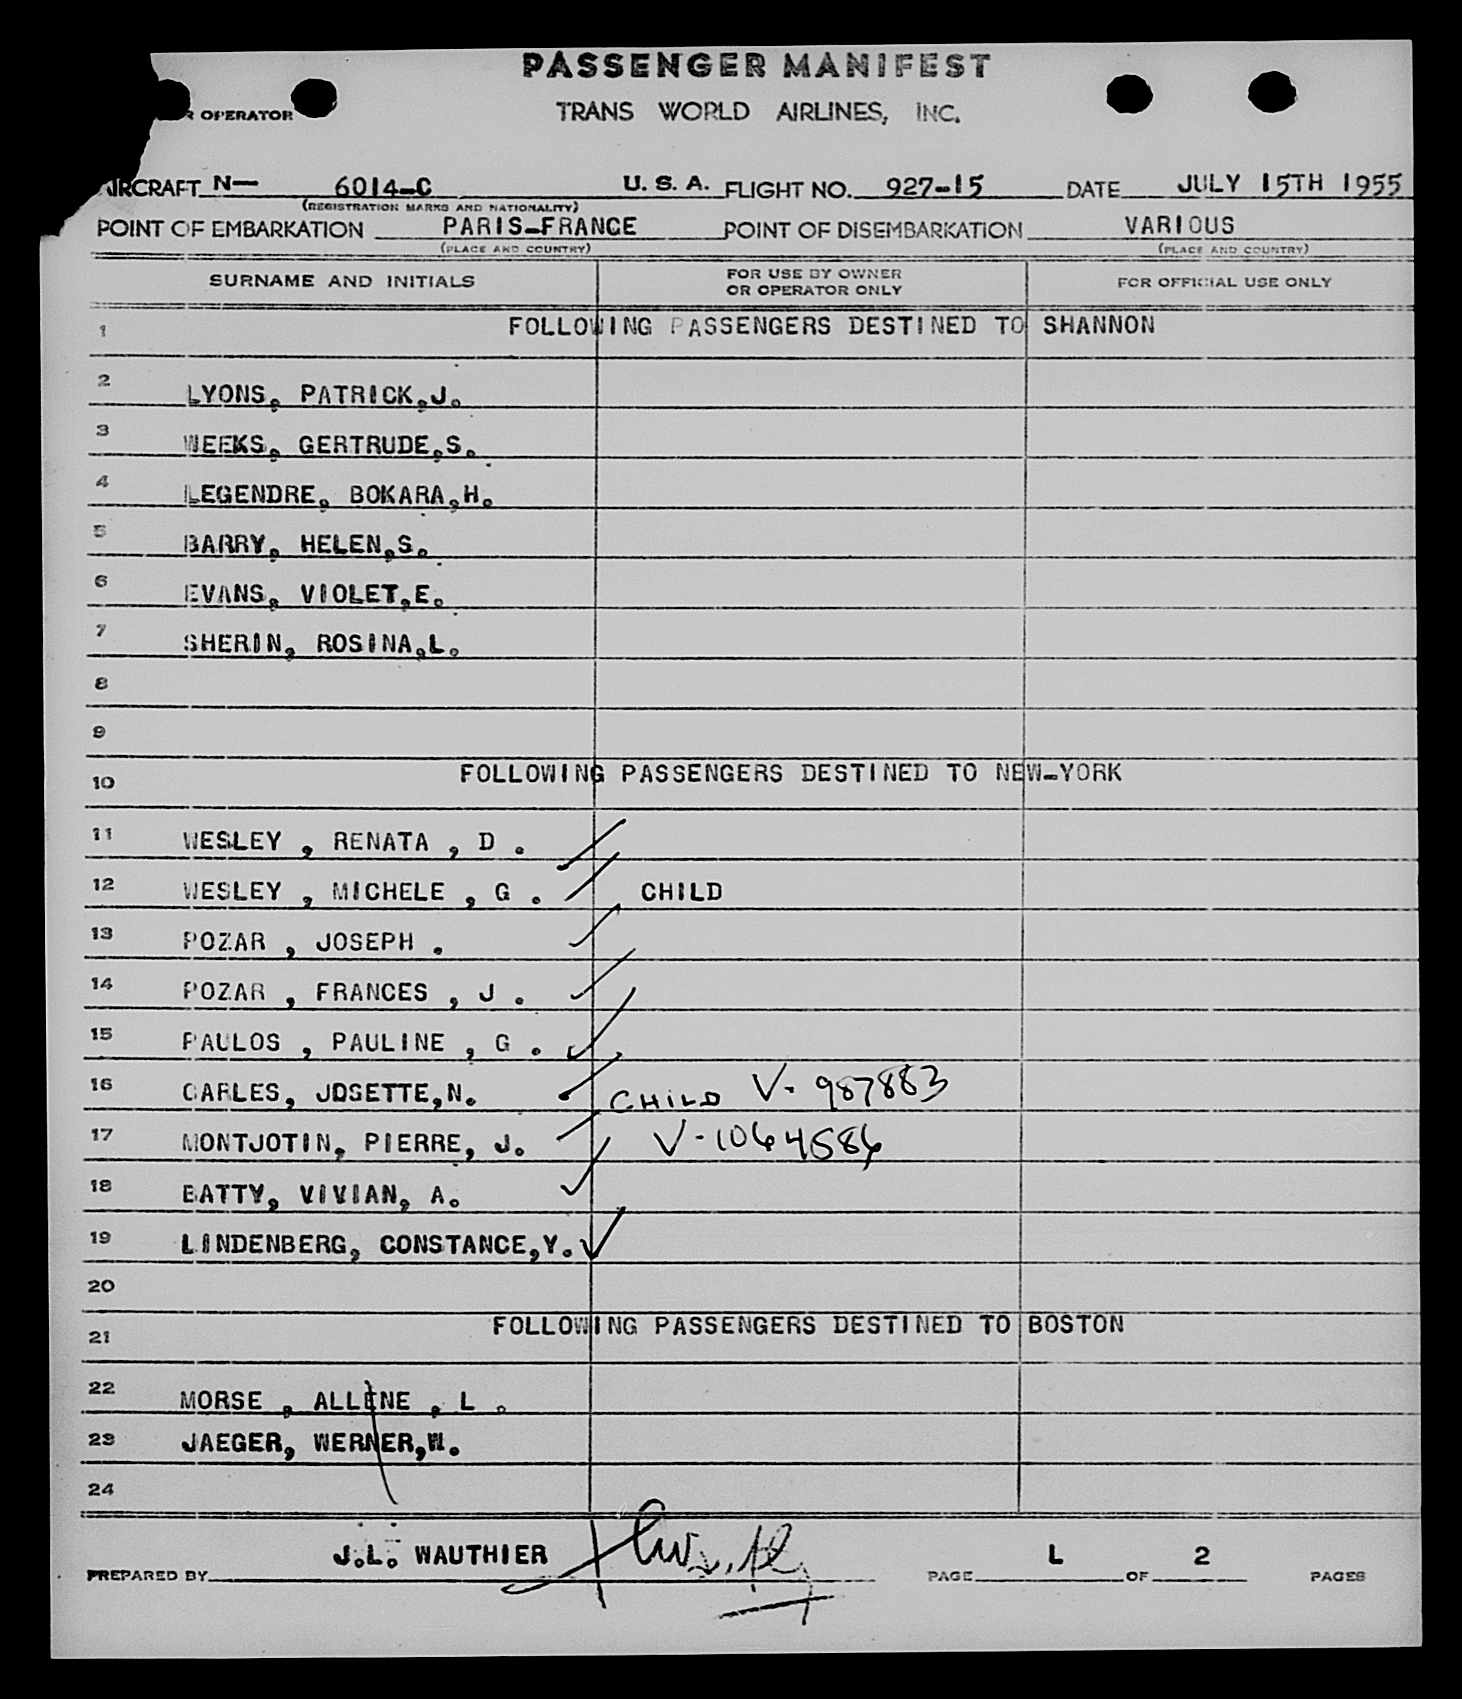 PASSENGER MANIFEST
OPERATOR
TRANS WORLD AIRLINES, INC.
AIRCRAFT N— 6014-C U. S. A. FLIGHT NO. 927-15 DATE JULY 15TH 1955
(REGISTRATION MARKS AND NATIONALITY)
POINT OF EMBARKATION PARIS-FRANCE POINT OF DISEMBARKATION VARIOUS
(PLACE AND COUNTRY) (PLACE AND COUNTRY)
SURNAME AND INITIALS FOR USE BY OWNER OR OPERATOR ONLY FOR OFFICIAL USE ONLY
1 FOLLOWING PASSENGERS DESTINED TO SHANNON
2 LYONS, PATRICK,J.
3 WEEKS, GERTRUDE,S.
4 LEGENDRE, BOKARA,H.
5 BARRY, HELEN,S.
6 EVANS, VIOLET,E.
7 SHERIN, ROSINA,L.
8
9
10 FOLLOWING PASSENGERS DESTINED TO NEW-YORK
11 WESLEY , RENATA , D .
12 WESLEY , MICHELE , G . CHILD
13 POZAR , JOSEPH .
14 POZAR , FRANCES , J .
15 PAULOS , PAULINE , G .
16 CARLES, JOSETTE,N. CHILD V- 987883
17 MONTJOTIN, PIERRE, J. V-1064586
18 BATTY, VIVIAN, A.
19 LINDENBERG, CONSTANCE,Y.
20
21 FOLLOWING PASSENGERS DESTINED TO BOSTON
22 MORSE , ALLENE , L .
23 JAEGER, WERNER,W.
24
PREPARED BY J.L. WAUTHIER PAGE L OF 2 PAGES